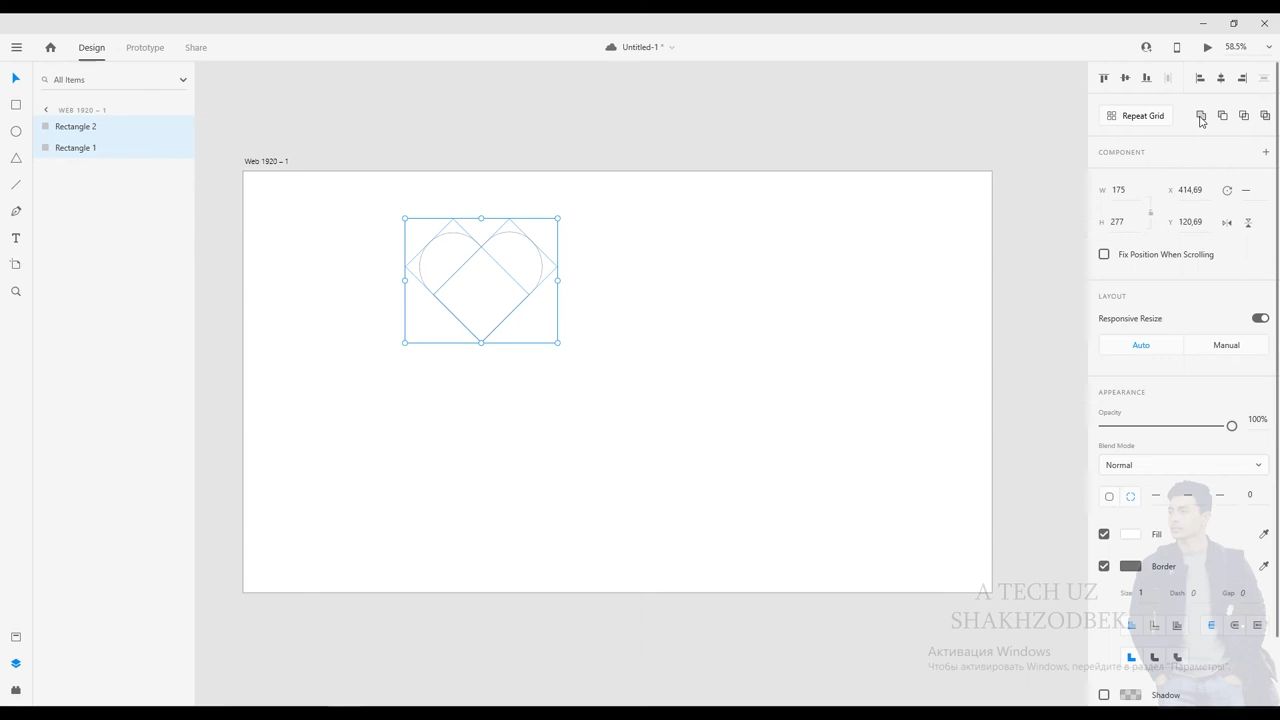 Design
Prototype
Share
Untitled-1 *
58.5%
All Items
WEB 1920 – 1
Rectangle 2
Rectangle 1
Web 1920 – 1
Repeat Grid
COMPONENT
W 175 X 414,69
H 277 Y 120,69
Fix Position When Scrolling
LAYOUT
Responsive Resize
Auto Manual
APPEARANCE
Opacity
100%
Blend Mode
Normal
0
Fill
Border
Size 1 Dash 0 Gap 0
Shadow
A TECH UZ
SHAKHZODBEK
Активация Windows
Чтобы активировать Windows, перейдите в раздел "Параметры".